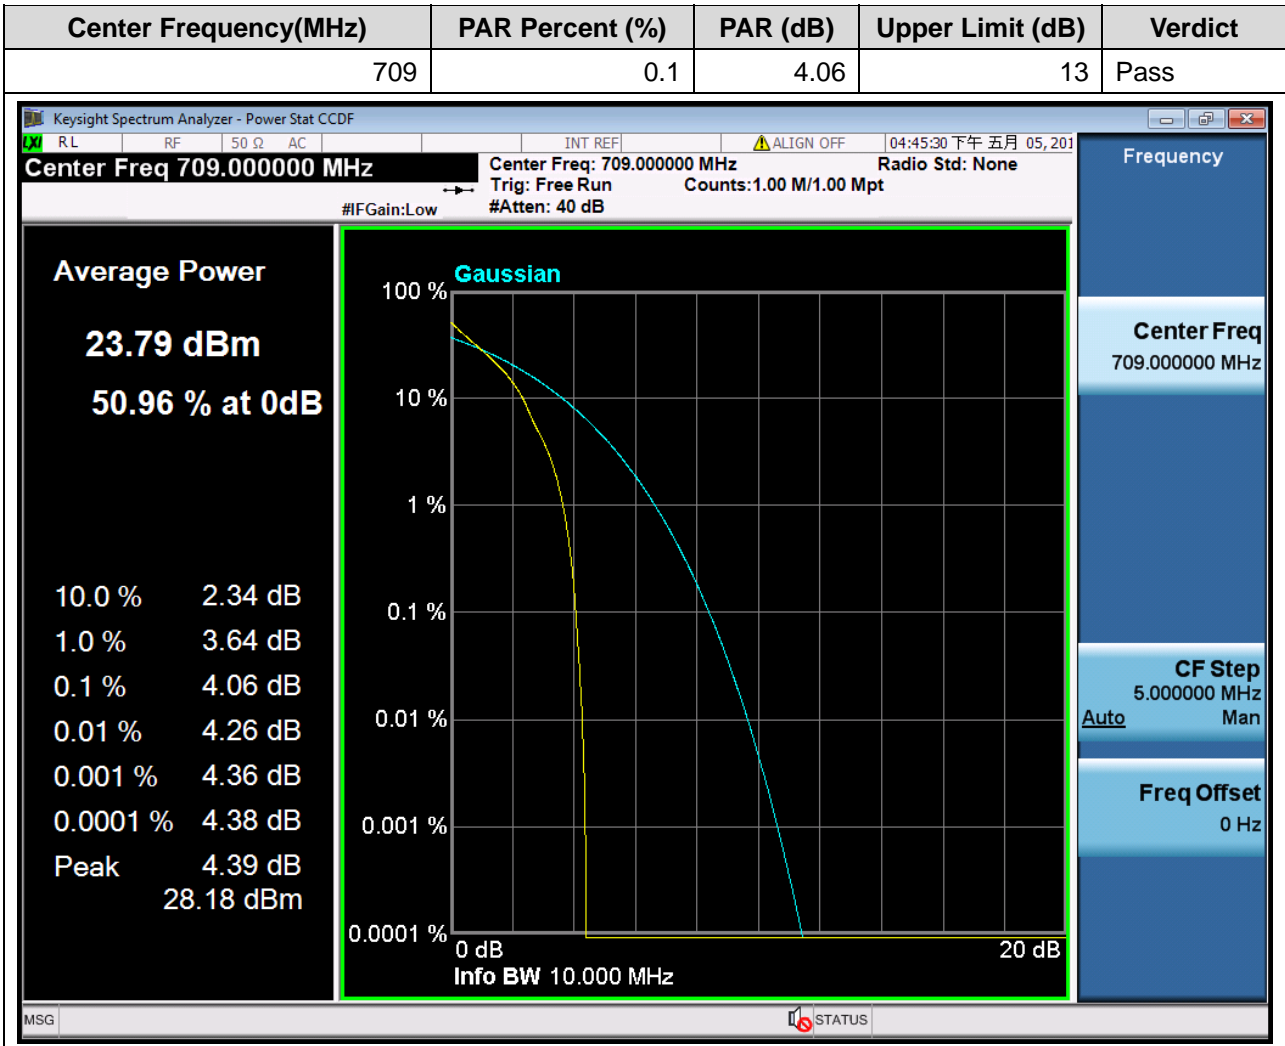 Center Frequency(MHz) PAR Percent (%) PAR (dB) Upper Limit (dB) Verdict
709 0.1 4.06 13 Pass
Keysight Spectrum Analyzer - Power Stat CCDF
LXI RL RF 50 Ω AC INT REF ALIGN OFF 04:45:30 下午 五月 05, 201
Center Freq 709.000000 MHz
Center Freq: 709.000000 MHz Radio Std: None
Trig: Free Run Counts:1.00 M/1.00 Mpt
#IFGain:Low #Atten: 40 dB
Frequency
Average Power
23.79 dBm
50.96 % at 0dB
10.0 % 2.34 dB
1.0 % 3.64 dB
0.1 % 4.06 dB
0.01 % 4.26 dB
0.001 % 4.36 dB
0.0001 % 4.38 dB
Peak 4.39 dB
28.18 dBm
Gaussian
100 %
10 %
1 %
0.1 %
0.01 %
0.001 %
0.0001 %
0 dB 20 dB
Info BW 10.000 MHz
Center Freq
709.000000 MHz
CF Step
5.000000 MHz
Auto Man
Freq Offset
0 Hz
MSG STATUS